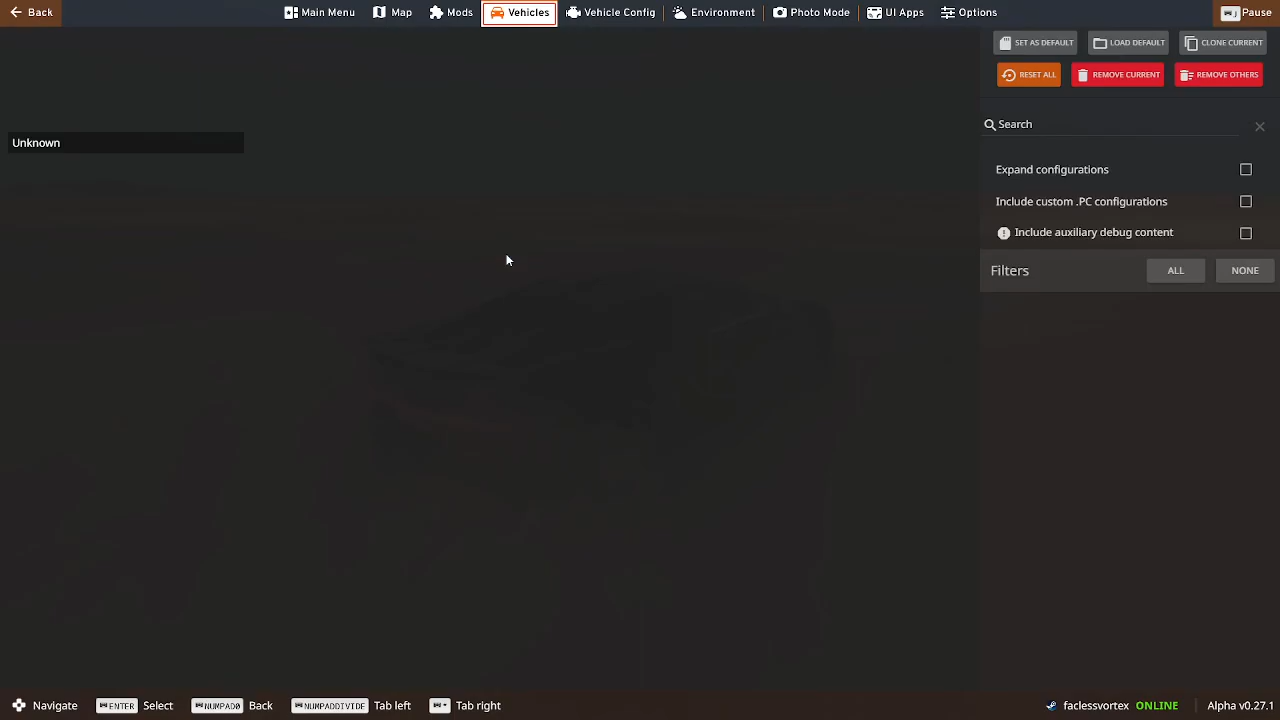 Back
Main Menu
Map
Mods
Vehicles
Vehicle Config
Environment
Photo Mode
UI Apps
Options
J
Pause
SET AS DEFAULT
LOAD DEFAULT
CLONE CURRENT
RESET ALL
REMOVE CURRENT
REMOVE OTHERS
Search
Unknown
Expand configurations
Include custom .PC configurations
Include auxiliary debug content
Filters
ALL
NONE
Navigate
ENTER Select
NUMPAD0 Back
NUMPADDIVIDE Tab left
Tab right
faclessvortex ONLINE
Alpha v0.27.1